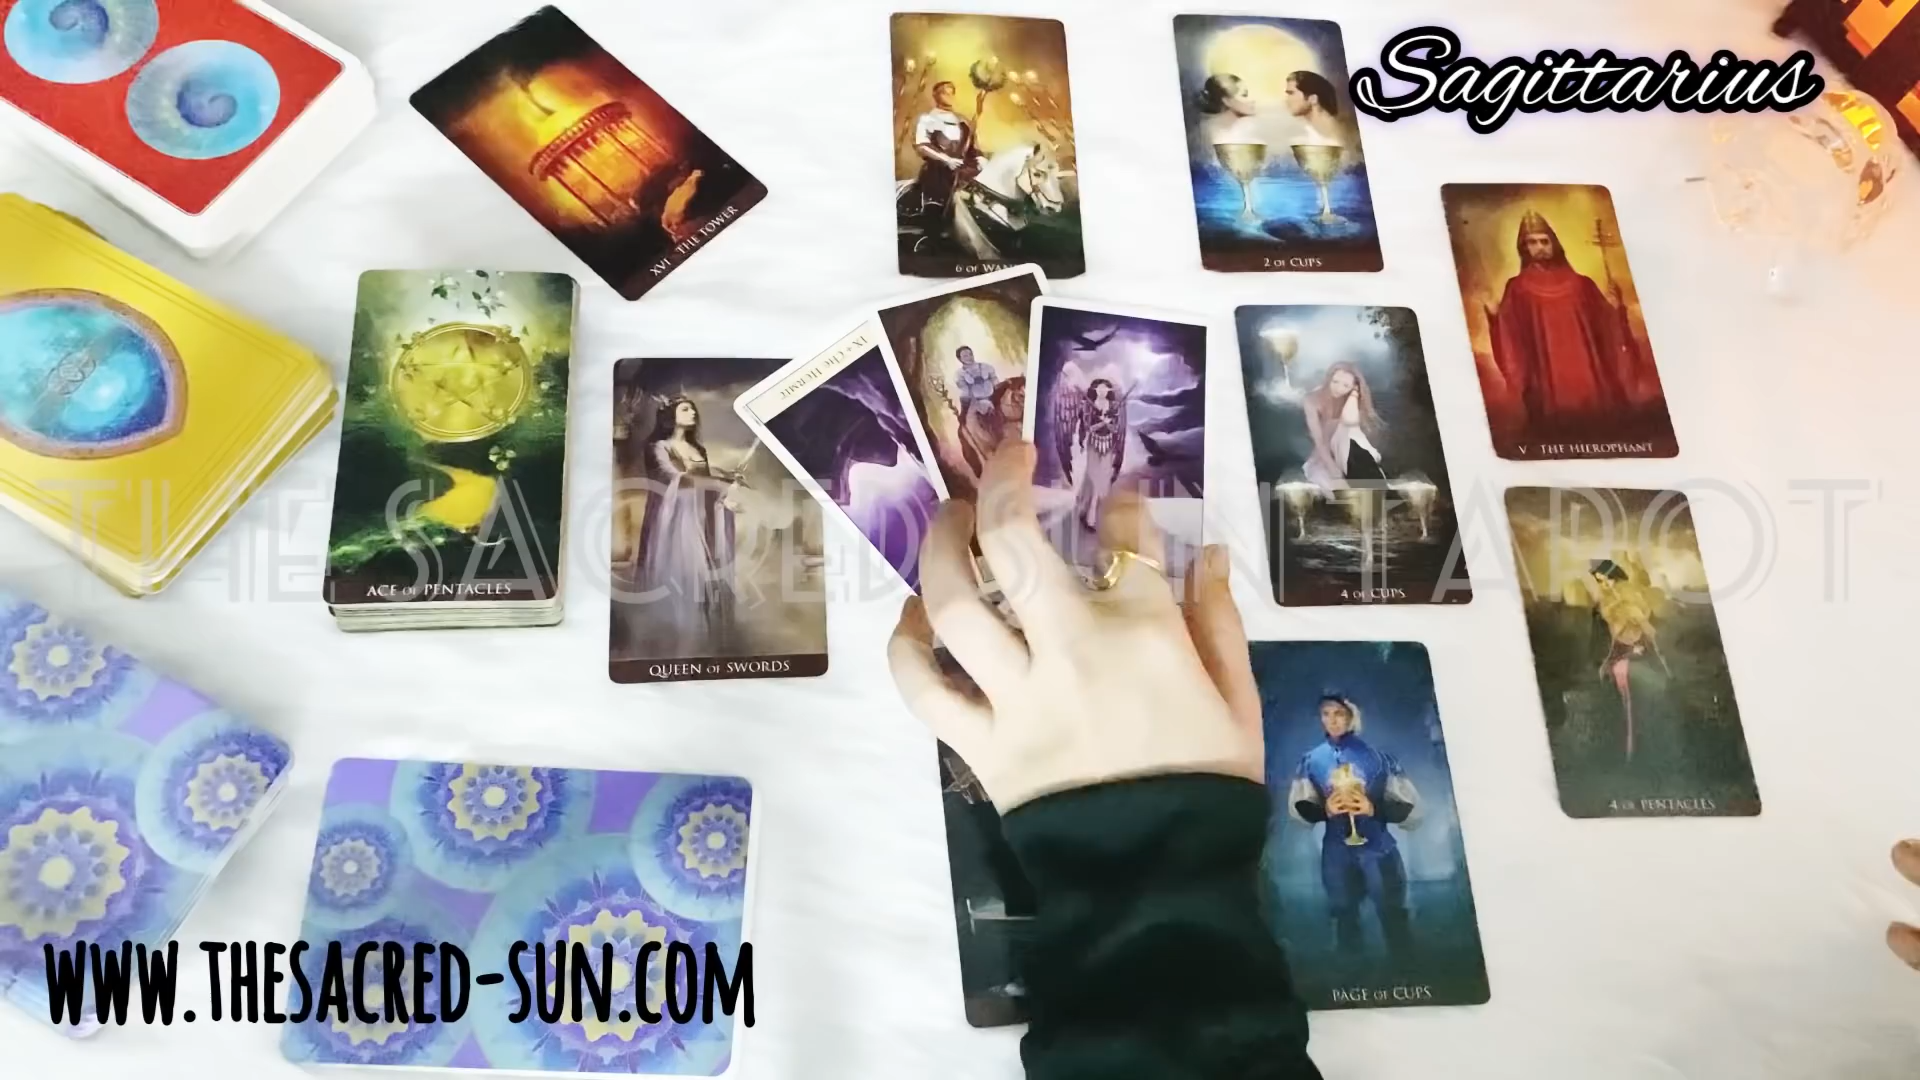 Sagittarius
XVI THE TOWER
6 OF
2 OF CUPS
V THE HIEROPHANT
IX + The Hermit
ACE OF PENTACLES
4 OF CUPS
QUEEN OF SWORDS
4 OF PENTACLES
PAGE OF CUPS
THE SACRED SUN TAROT
WWW.THESACRED-SUN.COM